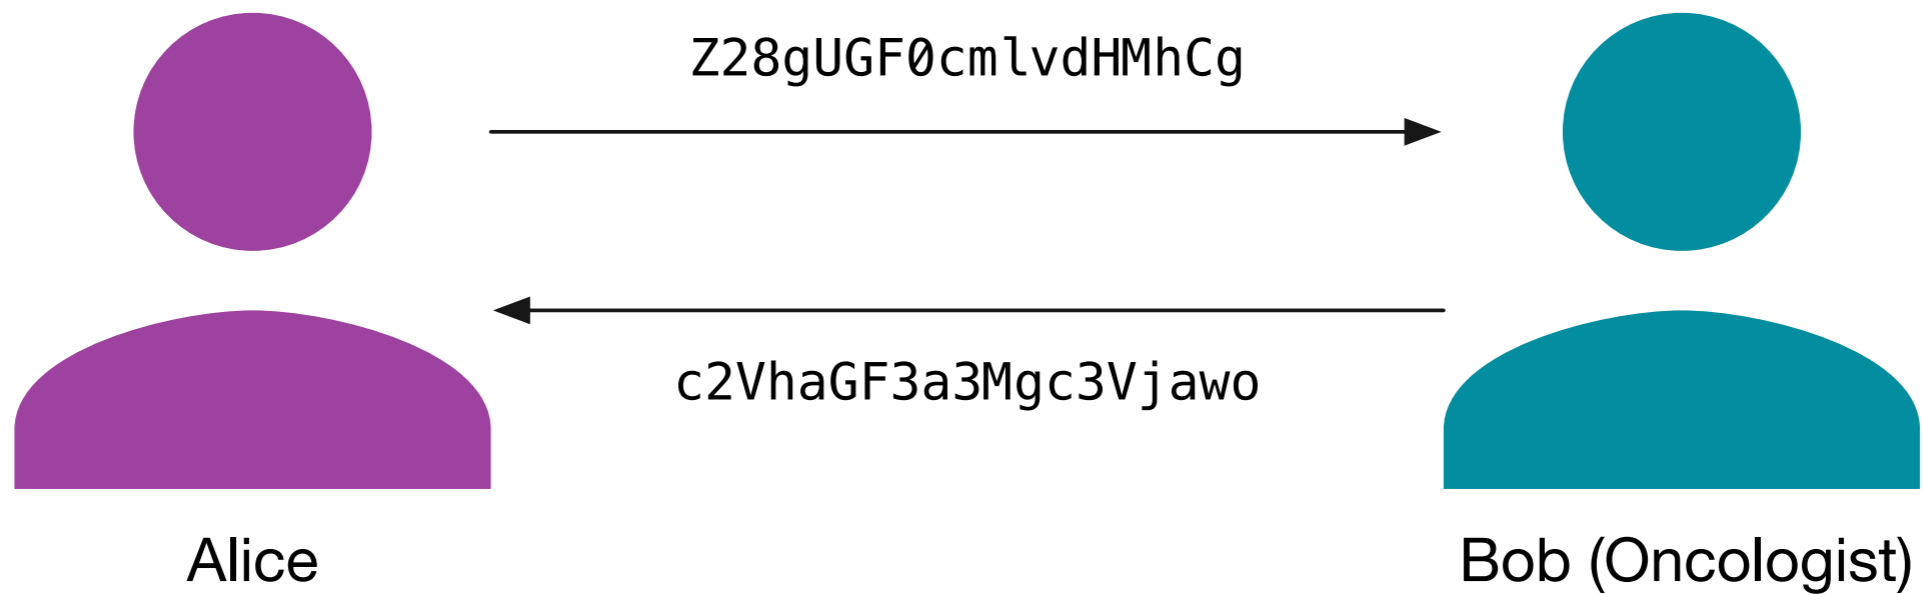 Z28gUGF0cmlvdHMhCg
c2VhaGF3a3Mgc3Vjawo
Alice
Bob (Oncologist)